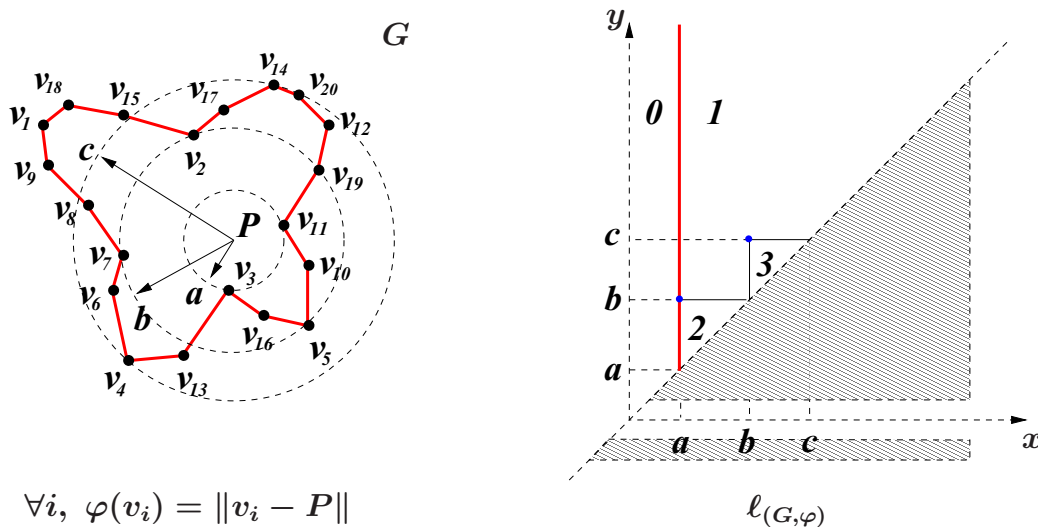 G
v14
v20
v18
v15
v17
v1
v12
v2
c
v9
v19
v8
P
v11
v7
v10
v3
a
v6
b
v16
v5
v4
v13
∀i, φ(vi) = ‖vi − P‖
y
0 1
c
3
b
2
a
a b c x
ℓ(G,φ)